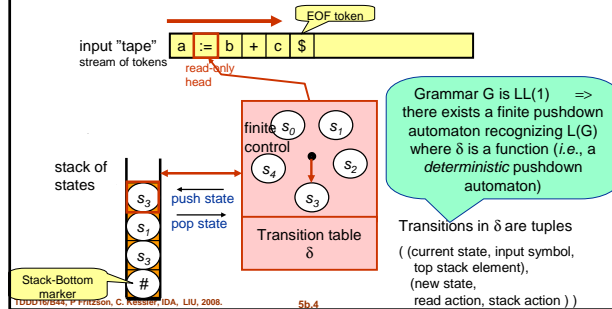 EOF token
input "tape"
a := b + c $
stream of tokens
read-only
head
Grammar G is LL(1) =>
there exists a finite pushdown
automaton recognizing L(G)
where δ is a function (i.e., a
deterministic pushdown
automaton)
s0 s1
finite
control
s4 s2
s3
stack of
states
s3
push state
s1
pop state
s3
#
Transition table
δ
Transitions in δ are tuples
( (current state, input symbol,
top stack element),
(new state,
read action, stack action ) )
Stack-Bottom
marker
TDDD16/B44, P Fritzson, C. Kessler, IDA, LIU, 2008.
5b.4